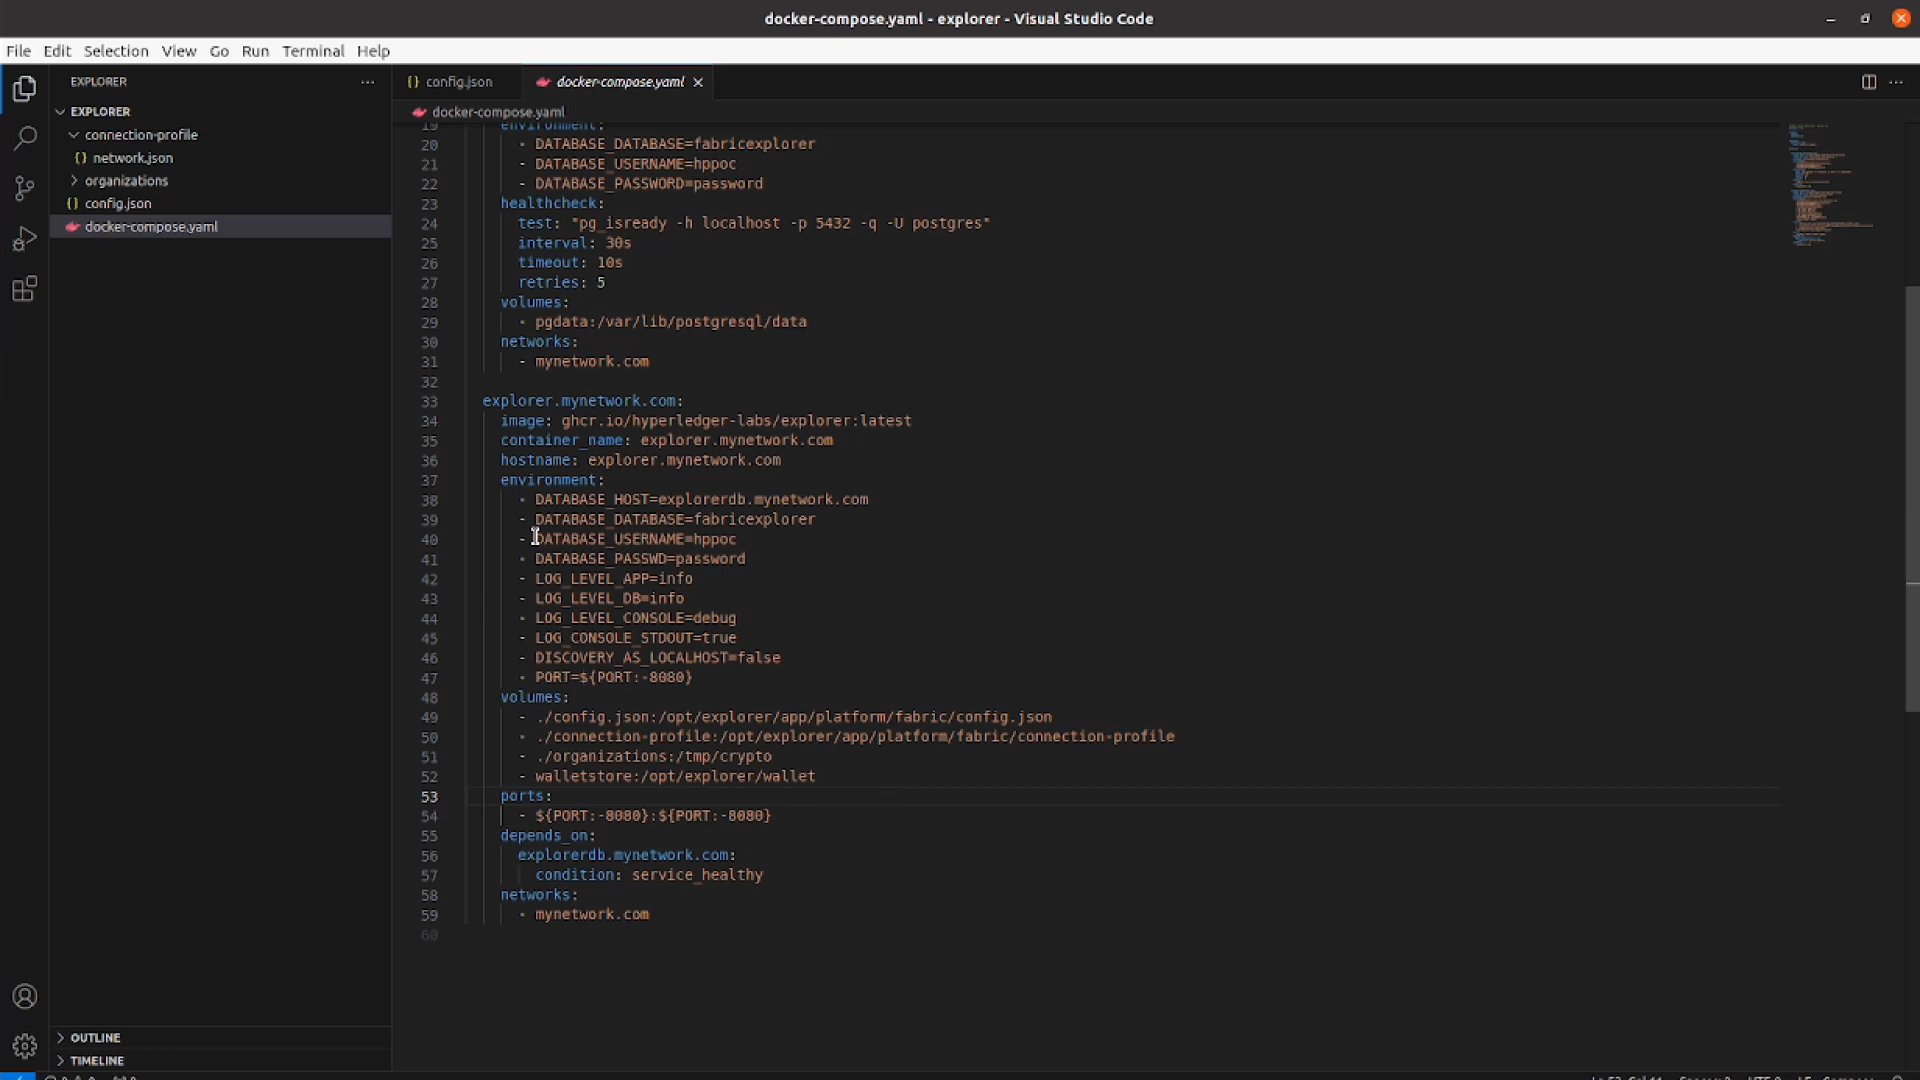 docker-compose.yaml - explorer - Visual Studio Code
File Edit Selection View Go Run Terminal Help
EXPLORER
EXPLORER
connection-profile
{} network.json
organizations
{} config.json
docker-compose.yaml
OUTLINE
TIMELINE
{} config.json docker-compose.yaml
docker-compose.yaml
19 environment:
20 - DATABASE_DATABASE=fabricexplorer
21 - DATABASE_USERNAME=hppoc
22 - DATABASE_PASSWORD=password
23 healthcheck:
24 test: "pg_isready -h localhost -p 5432 -q -U postgres"
25 interval: 30s
26 timeout: 10s
27 retries: 5
28 volumes:
29 - pgdata:/var/lib/postgresql/data
30 networks:
31 - mynetwork.com
32
33 explorer.mynetwork.com:
34 image: ghcr.io/hyperledger-labs/explorer:latest
35 container_name: explorer.mynetwork.com
36 hostname: explorer.mynetwork.com
37 environment:
38 - DATABASE_HOST=explorerdb.mynetwork.com
39 - DATABASE_DATABASE=fabricexplorer
40 - DATABASE_USERNAME=hppoc
41 - DATABASE_PASSWD=password
42 - LOG_LEVEL_APP=info
43 - LOG_LEVEL_DB=info
44 - LOG_LEVEL_CONSOLE=debug
45 - LOG_CONSOLE_STDOUT=true
46 - DISCOVERY_AS_LOCALHOST=false
47 - PORT=${PORT:-8080}
48 volumes:
49 - ./config.json:/opt/explorer/app/platform/fabric/config.json
50 - ./connection-profile:/opt/explorer/app/platform/fabric/connection-profile
51 - ./organizations:/tmp/crypto
52 - walletstore:/opt/explorer/wallet
53 ports:
54 - ${PORT:-8080}:${PORT:-8080}
55 depends_on:
56 explorerdb.mynetwork.com:
57 condition: service_healthy
58 networks:
59 - mynetwork.com
60